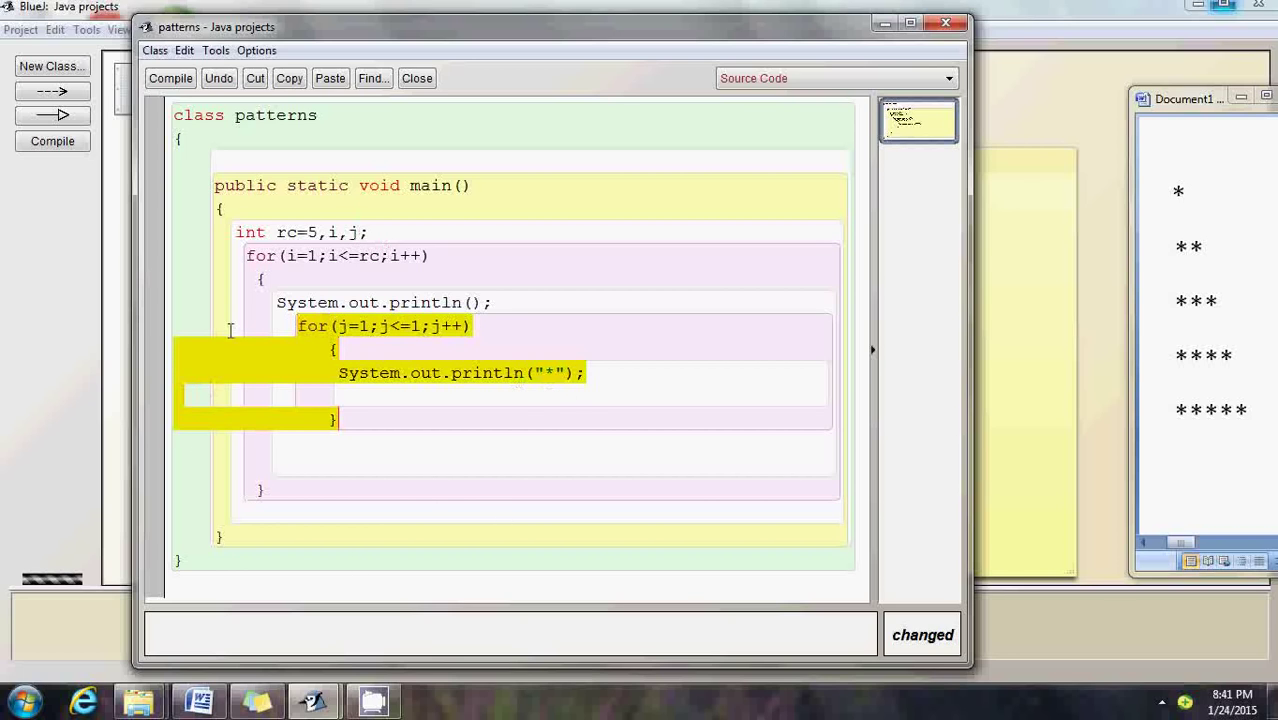 BlueJ: Java projects
Project Edit Tools View
patterns - Java projects
Class Edit Tools Options
New Class...
Compile
Compile Undo Cut Copy Paste Find... Close
Source Code
class patterns
{
public static void main()
{
int rc=5,i,j;
for(i=1;i<=rc;i++)
{
System.out.println();
for(j=1;j<=1;j++)
{
System.out.println("*");
}
}
}
}
changed
Document1 ...
*
**
***
****
*****
8:41 PM
1/24/2015